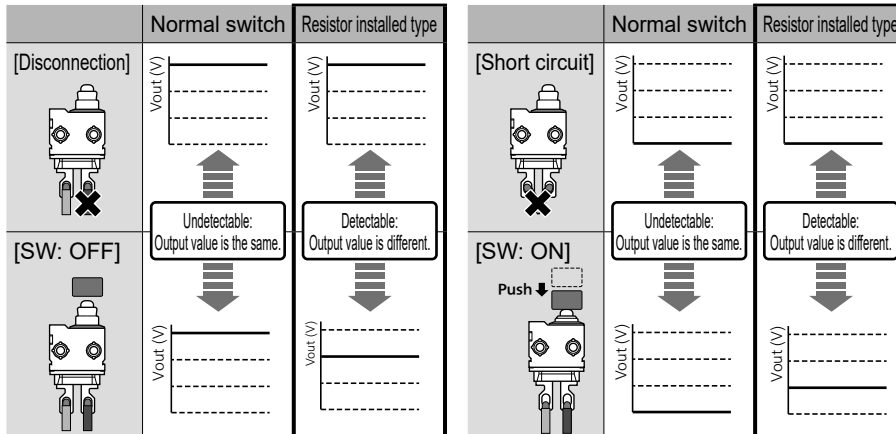 Normal switch
Resistor installed type
[Disconnection]
Vout (V)
Vout (V)
Undetectable:
Output value is the same.
Detectable:
Output value is different.
[SW: OFF]
Vout (V)
Vout (V)
Normal switch
Resistor installed type
[Short circuit]
Vout (V)
Vout (V)
Undetectable:
Output value is the same.
Detectable:
Output value is different.
[SW: ON]
Push
Vout (V)
Vout (V)